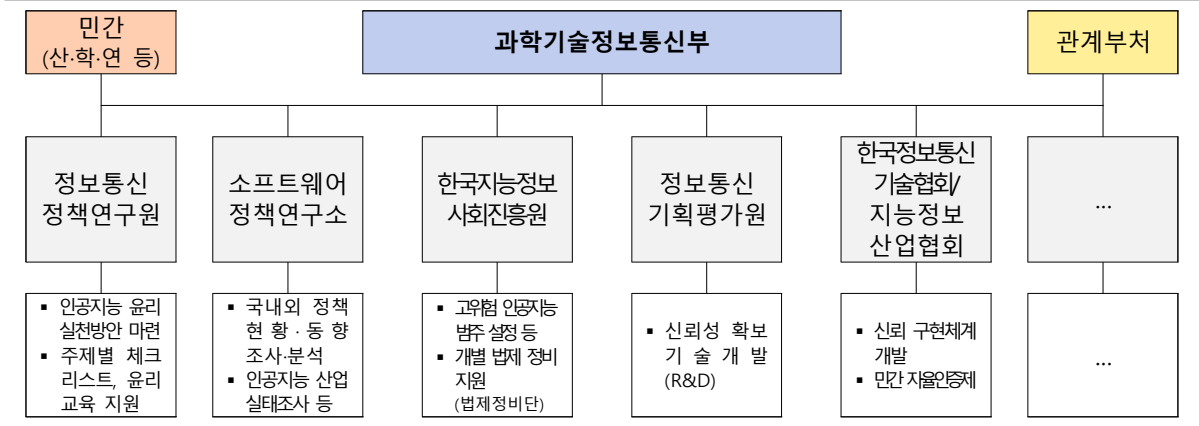 민간
(산·학·연 등)
과학기술정보통신부
관계부처
정보통신
정책연구원
소프트웨어
정책연구소
한국지능정보
사회진흥원
정보통신
기획평가원
한국정보통신
기술협회/
지능정보
산업협회
...
▪ 인공지능 윤리
실천방안 마련
▪ 주제별 체크
리스트, 윤리
교육 지원
▪ 국내외 정책
현황·동향
조사·분석
▪ 인공지능 산업
실태조사 등
▪ 고위험 인공지능
범주 설정 등
▪ 개별 법제 정비
지원
(법제정비단)
▪ 신뢰성 확보
기술개발
(R&D)
▪ 신뢰 구현체계
개발
▪ 민간 자율인증제
...